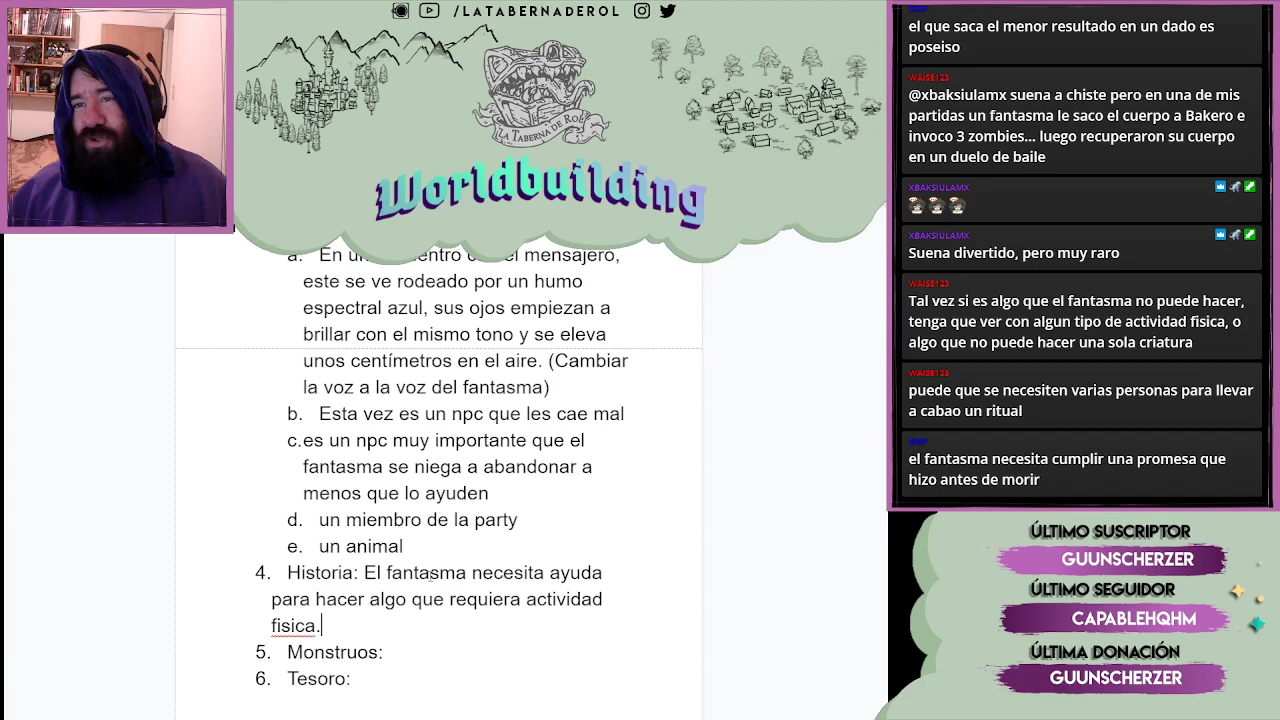 /LATABERNADEROL
LA TABERNA DE ROL
Worldbuilding
a. En un
el mensajero,
este se ve rodeado por un humo
espectral azul, sus ojos empiezan a
brillar con el mismo tono y se eleva
unos centímetros en el aire. (Cambiar
la voz a la voz del fantasma)
b. Esta vez es un npc que les cae mal
c. es un npc muy importante que el
fantasma se niega a abandonar a
menos que lo ayuden
d. un miembro de la party
e. un animal
4. Historia: El fantasma necesita ayuda
para hacer algo que requiera actividad
fisica.
5. Monstruos:
6. Tesoro:
el que saca el menor resultado en un dado es
poseiso
WAISE123
@xbaksiulamx suena a chiste pero en una de mis
partidas un fantasma le saco el cuerpo a Bakero e
invoco 3 zombies... luego recuperaron su cuerpo
en un duelo de baile
XBAKSIULAMX
XBAKSIULAMX
Suena divertido, pero muy raro
WAISE123
Tal vez si es algo que el fantasma no puede hacer,
tenga que ver con algun tipo de actividad fisica, o
algo que no puede hacer una sola criatura
WAISE123
puede que se necesiten varias personas para llevar
a cabao un ritual
el fantasma necesita cumplir una promesa que
hizo antes de morir
ÚLTIMO SUSCRIPTOR
GUUNSCHERZER
ÚLTIMO SEGUIDOR
CAPABLEHQHM
ÚLTIMA DONACIÓN
GUUNSCHERZER